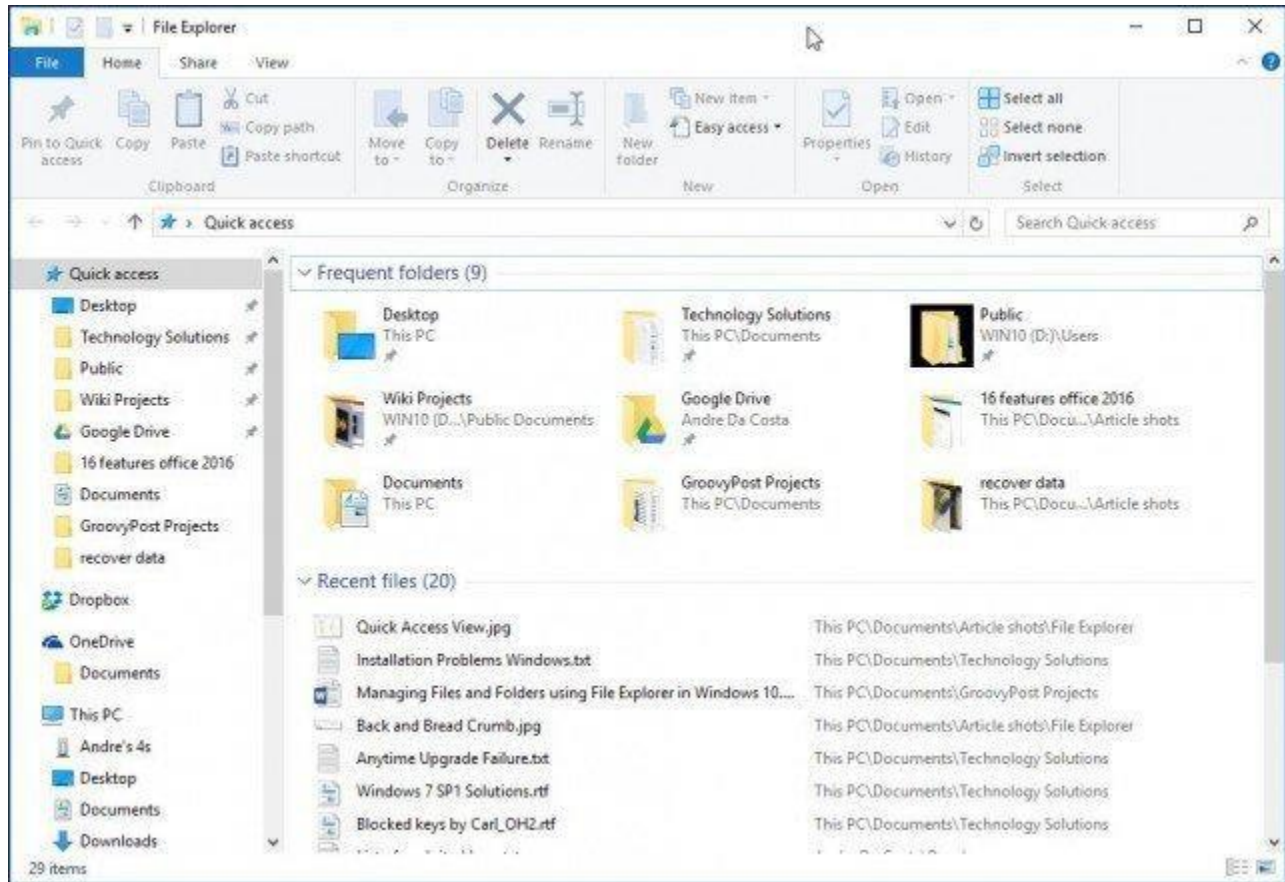 File Explorer
File Home Share View
Pin to Quick access
Copy
Paste
Cut
Copy path
Paste shortcut
Clipboard
Move to
Copy to
Delete
Rename
Organize
New folder
New item
Easy access
New
Properties
Open
Edit
History
Open
Select all
Select none
Invert selection
Select
Quick access
Search Quick access
Quick access
Desktop
Technology Solutions
Public
Wiki Projects
Google Drive
16 features office 2016
Documents
GroovyPost Projects
recover data
Dropbox
OneDrive
Documents
This PC
Andre's 4s
Desktop
Documents
Downloads
Frequent folders (9)
Desktop
This PC
Technology Solutions
This PC\Documents
Public
WIN10 (D:)\Users
Wiki Projects
WIN10 (D...\Public Documents
Google Drive
Andre Da Costa
16 features office 2016
This PC\Docu...\Article shots
Documents
This PC
GroovyPost Projects
This PC\Documents
recover data
This PC\Docu...\Article shots
Recent files (20)
Quick Access View.jpg This PC\Documents\Article shots\File Explorer
Installation Problems Windows.txt This PC\Documents\Technology Solutions
Managing Files and Folders using File Explorer in Windows 10.... This PC\Documents\GroovyPost Projects
Back and Bread Crumb.jpg This PC\Documents\Article shots\File Explorer
Anytime Upgrade Failure.txt This PC\Documents\Technology Solutions
Windows 7 SP1 Solutions.rtf This PC\Documents\Technology Solutions
Blocked keys by Carl_OH2.rtf This PC\Documents\Technology Solutions
29 items